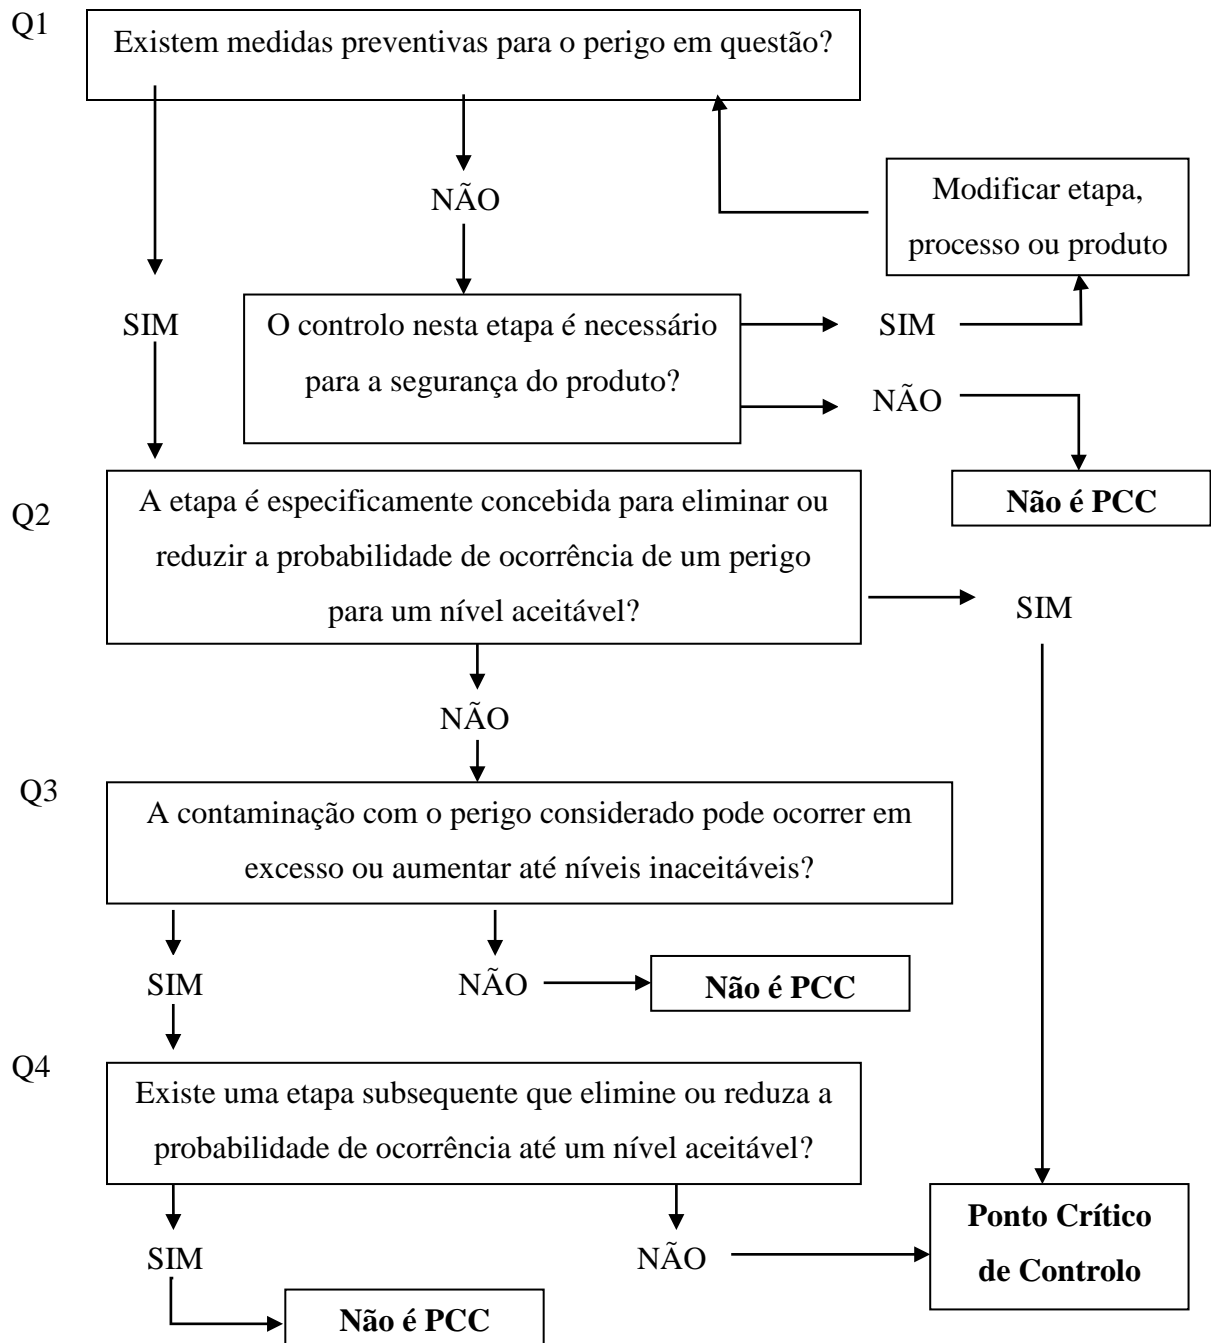 Q1
Existem medidas preventivas para o perigo em questão?
NÃO
Modificar etapa,
processo ou produto
SIM
O controlo nesta etapa é necessário
para a segurança do produto?
SIM
NÃO
Não é PCC
Q2
A etapa é especificamente concebida para eliminar ou
reduzir a probabilidade de ocorrência de um perigo
para um nível aceitável?
SIM
NÃO
Q3
A contaminação com o perigo considerado pode ocorrer em
excesso ou aumentar até níveis inaceitáveis?
SIM
NÃO
Não é PCC
Q4
Existe uma etapa subsequente que elimine ou reduza a
probabilidade de ocorrência até um nível aceitável?
SIM
NÃO
Ponto Crítico
de Controlo
Não é PCC